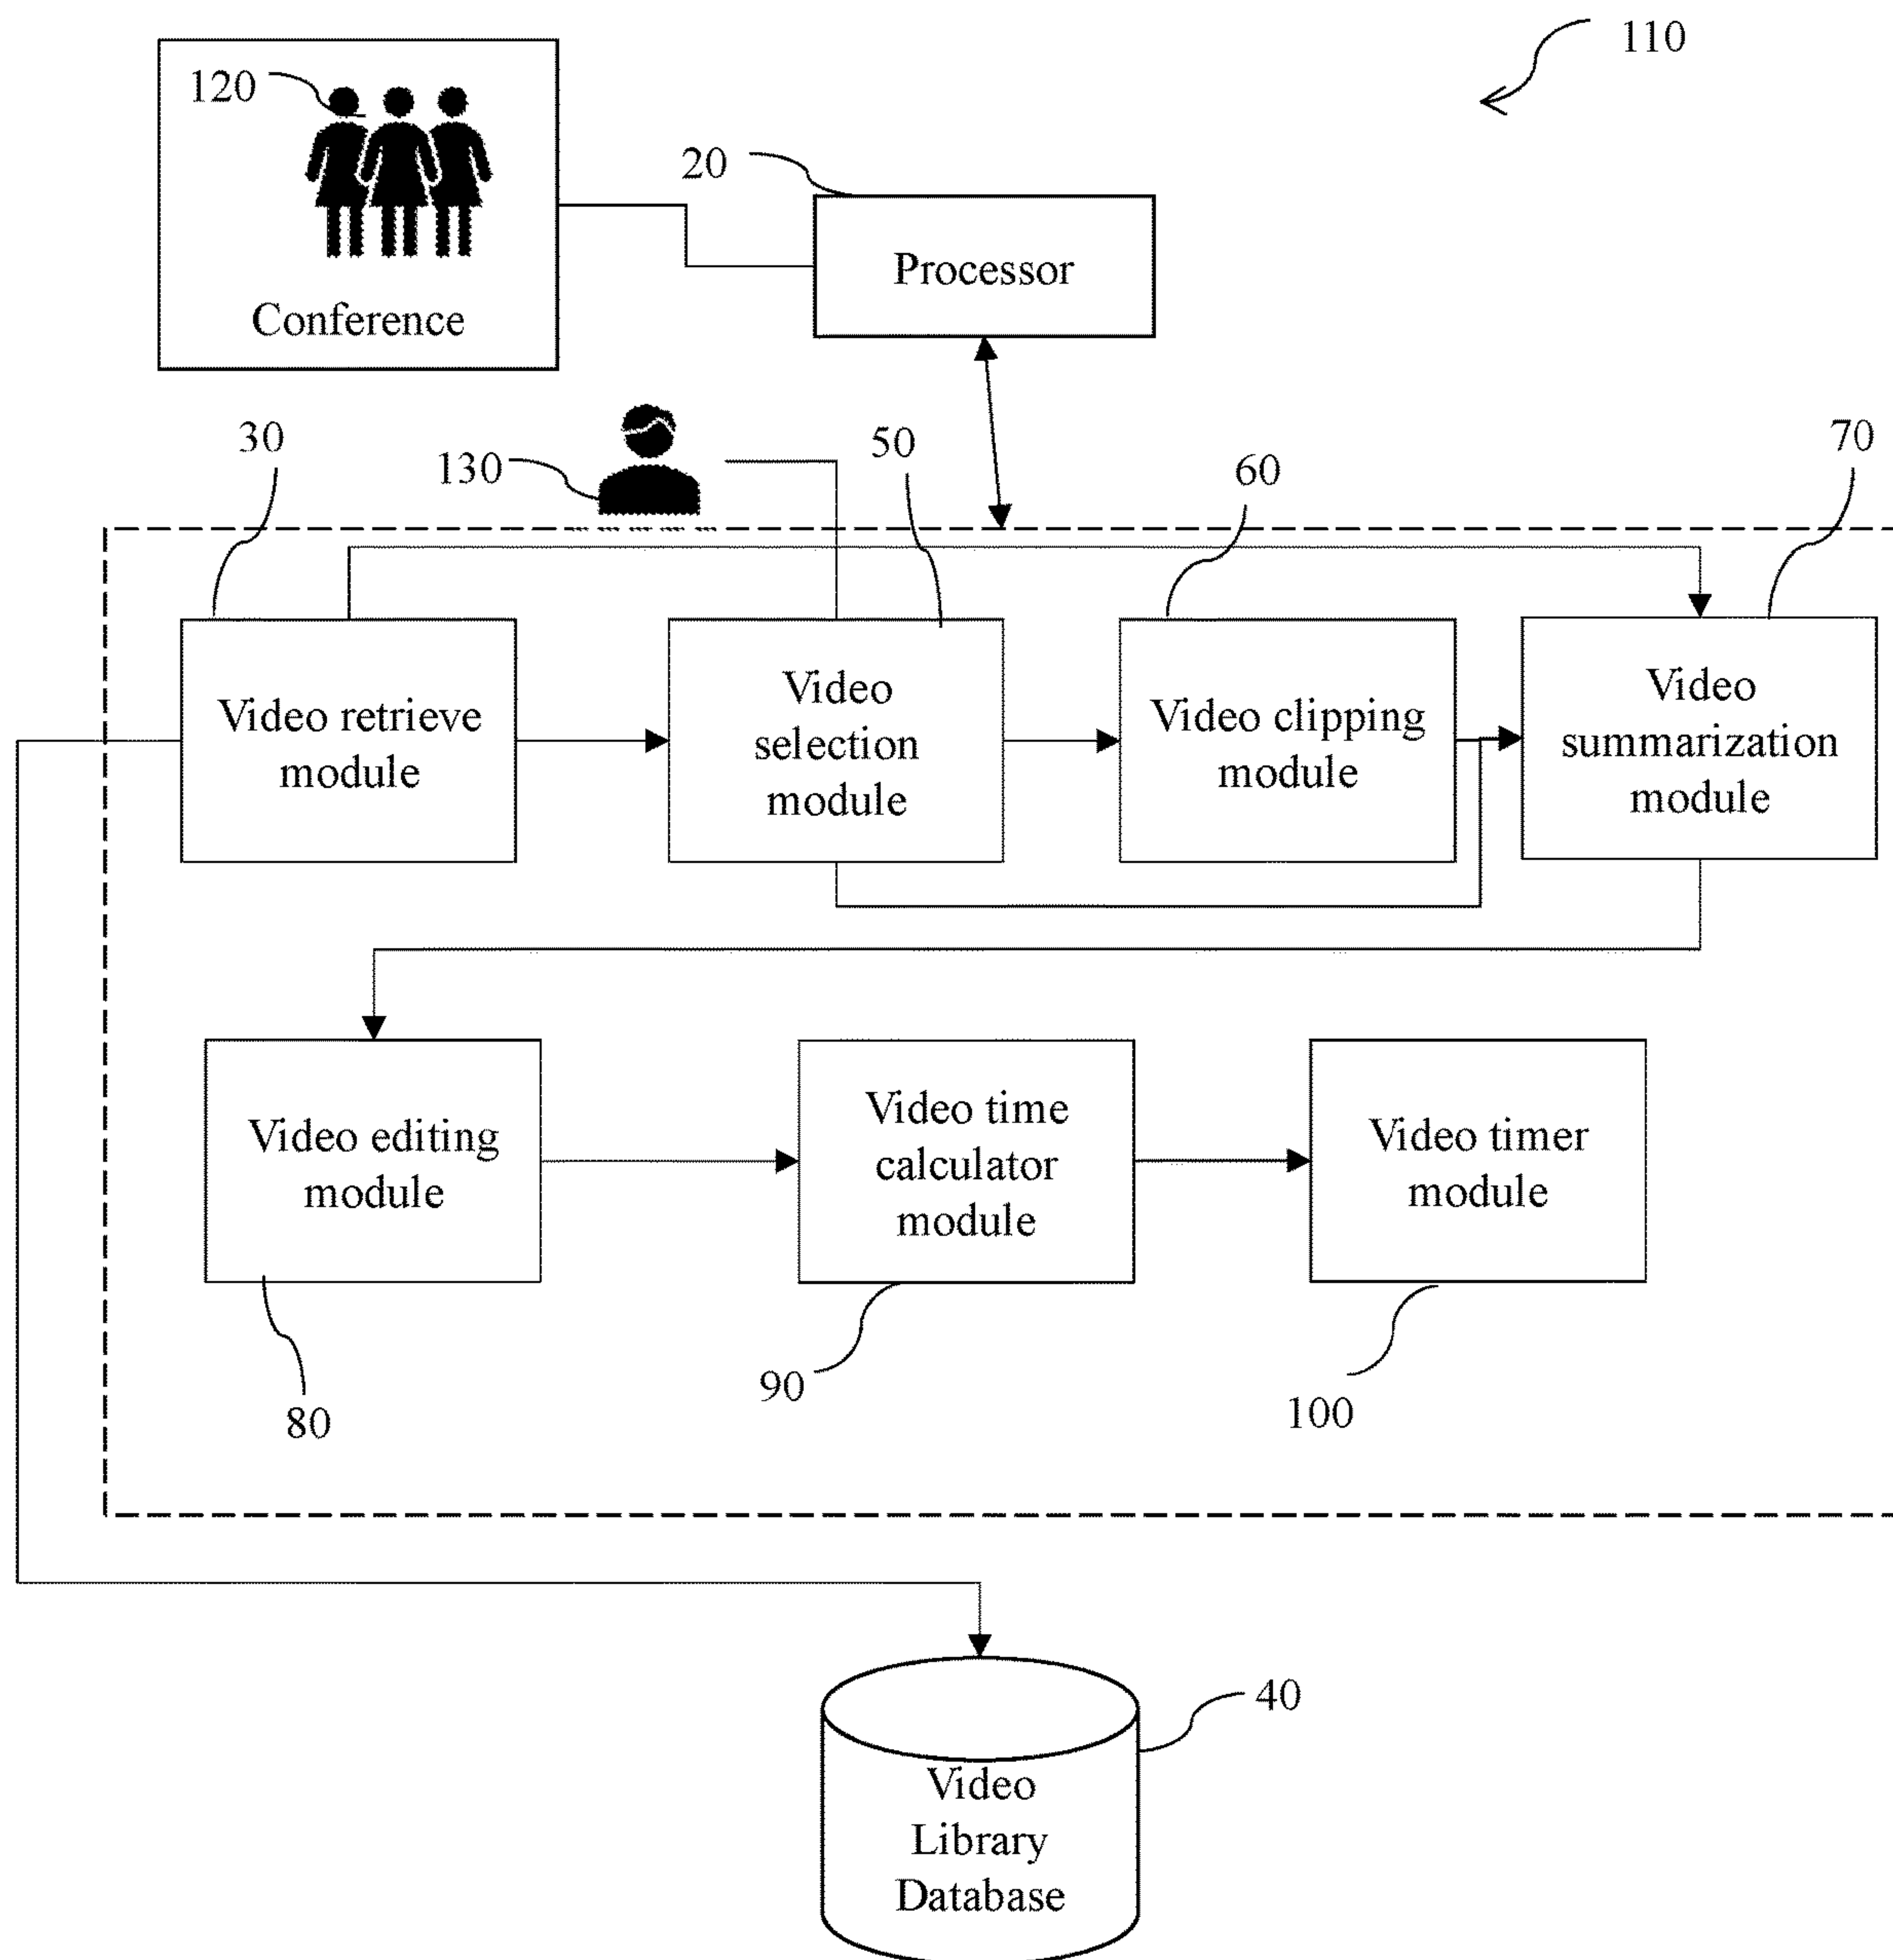 110
120
Conference
20
Processor
30
130
50
60
70
Video retrieve
module
Video
selection
module
Video clipping
module
Video
summarization
module
Video editing
module
Video time
calculator
module
Video timer
module
80
90
100
40
Video
Library
Database